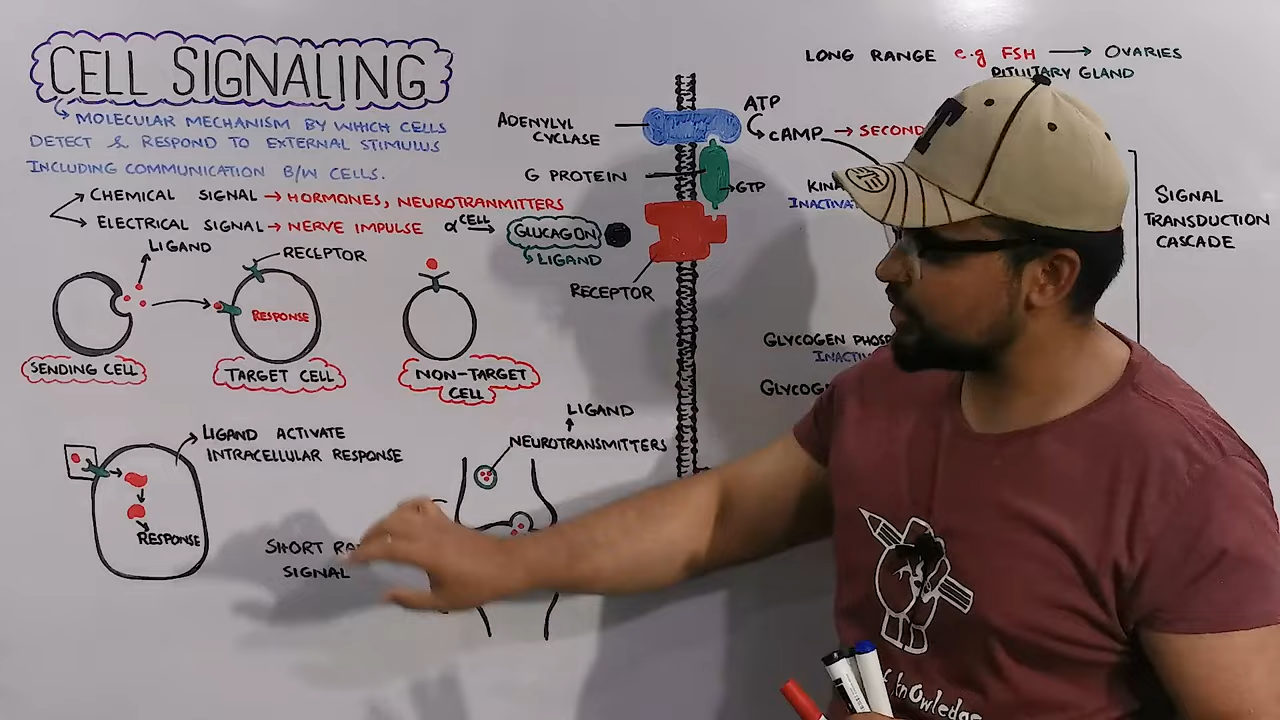 CELL SIGNALING
MOLECULAR MECHANISM BY WHICH CELLS
DETECT & RESPOND TO EXTERNAL STIMULUS
INCLUDING COMMUNICATION B/W CELLS.
CHEMICAL SIGNAL → HORMONES, NEUROTRANMITTERS
ELECTRICAL SIGNAL → NERVE IMPULSE
LIGAND
RECEPTOR
RESPONSE
SENDING CELL
TARGET CELL
NON-TARGET
CELL
LIGAND ACTIVATE
INTRACELLULAR RESPONSE
RESPONSE
SHORT
SIGNAL
LIGAND
NEUROTRANSMITTERS
ADENYLYL
CYCLASE
G PROTEIN
α CELL → GLUCAGON
LIGAND
RECEPTOR
GTP
ATP
cAMP → SECOND
LONG RANGE e.g FSH → OVARIES
PITUITARY GLAND
SIGNAL
TRANSDUCTION
CASCADE
GLYCOGEN
T
knowledge